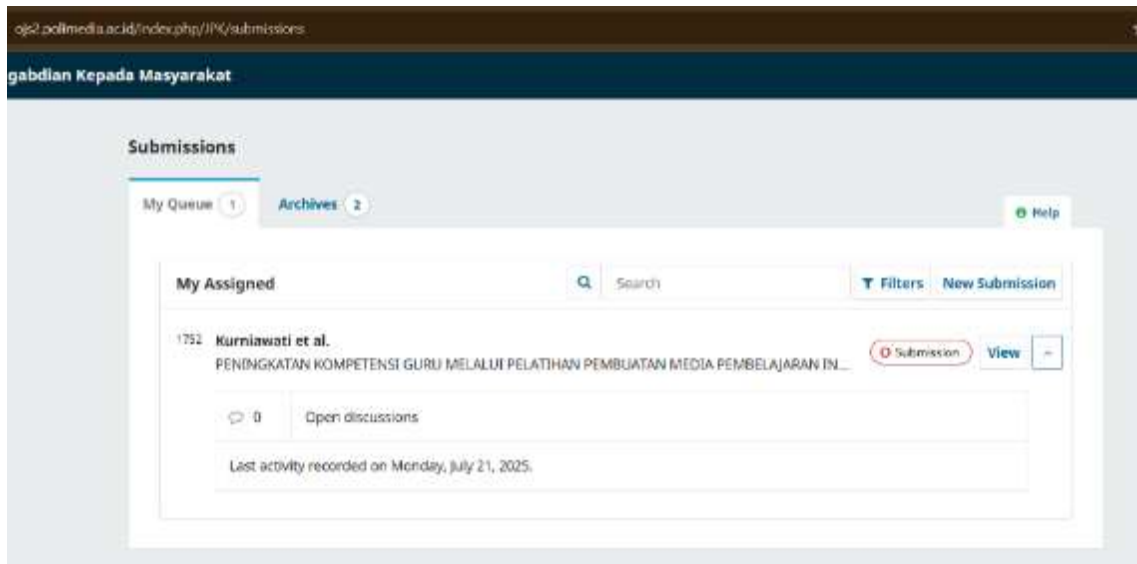 ojs2.polimedia.ac.id/index.php/JPK/submissions
gabdian Kepada Masyarakat
Submissions
My Queue 1
Archives 2
Help
My Assigned
Search
Filters
New Submission
1752 Kurniawati et al.
PENINGKATAN KOMPETENSI GURU MELALUI PELATIHAN PEMBUATAN MEDIA PEMBELAJARAN IN...
Submission
View
0 Open discussions
Last activity recorded on Monday, July 21, 2025.